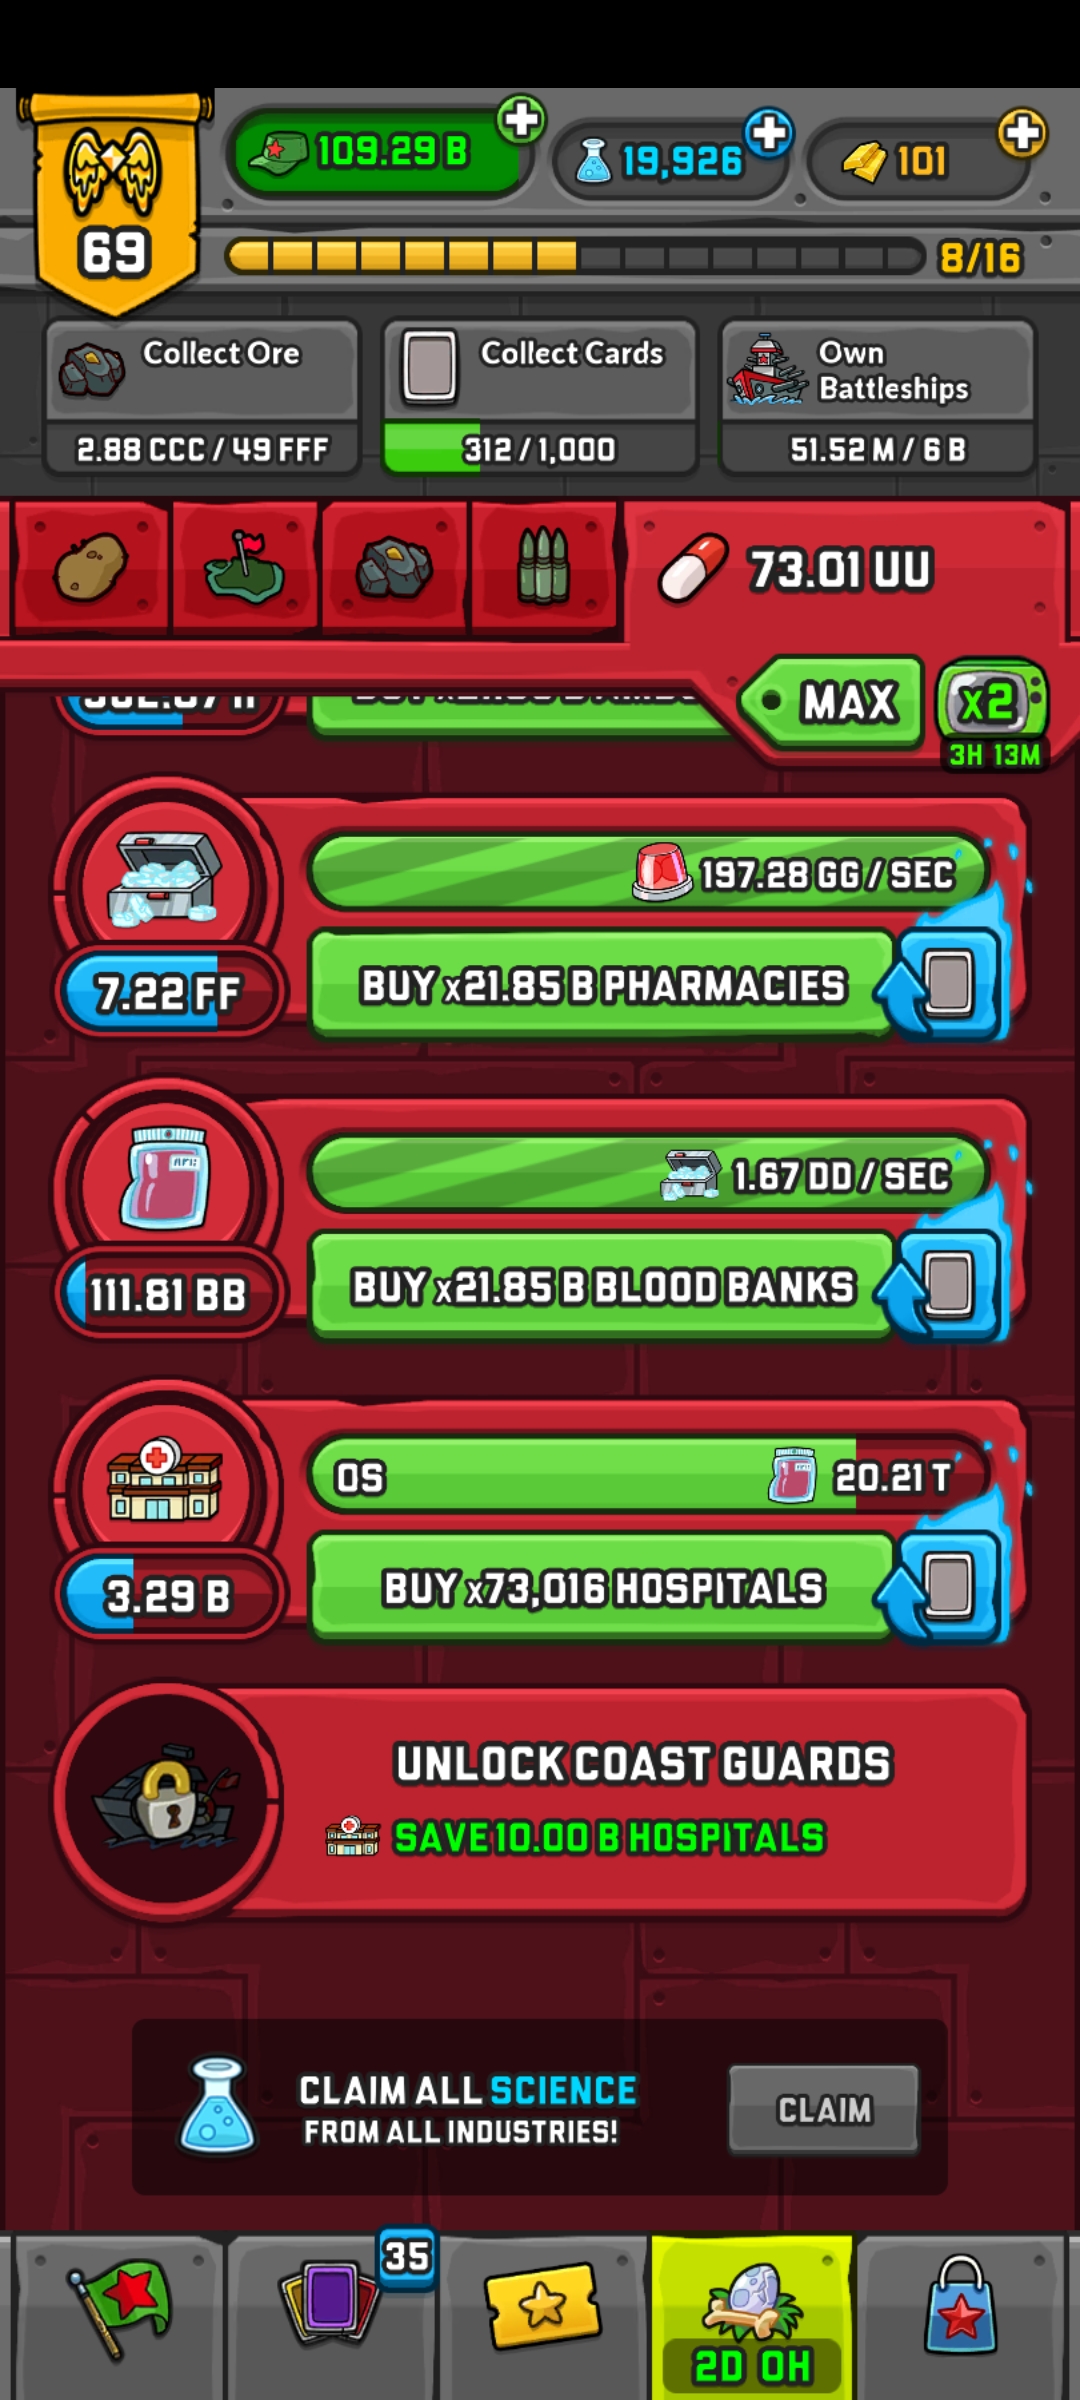 69
109.29 B
19,926
101
8/16
Collect Ore
2.88 CCC / 49 FFF
Collect Cards
312 / 1,000
Own
Battleships
51.52 M / 6 B
73.01 UU
MAX
x2
3H 13M
197.28 GG / SEC
7.22 FF
BUY x21.85 B PHARMACIES
1.67 DD / SEC
111.81 BB
BUY x21.85 B BLOOD BANKS
0S
20.21 T
3.29 B
BUY x73,016 HOSPITALS
UNLOCK COAST GUARDS
SAVE 10.00 B HOSPITALS
CLAIM ALL SCIENCE
FROM ALL INDUSTRIES!
CLAIM
35
2D 0H